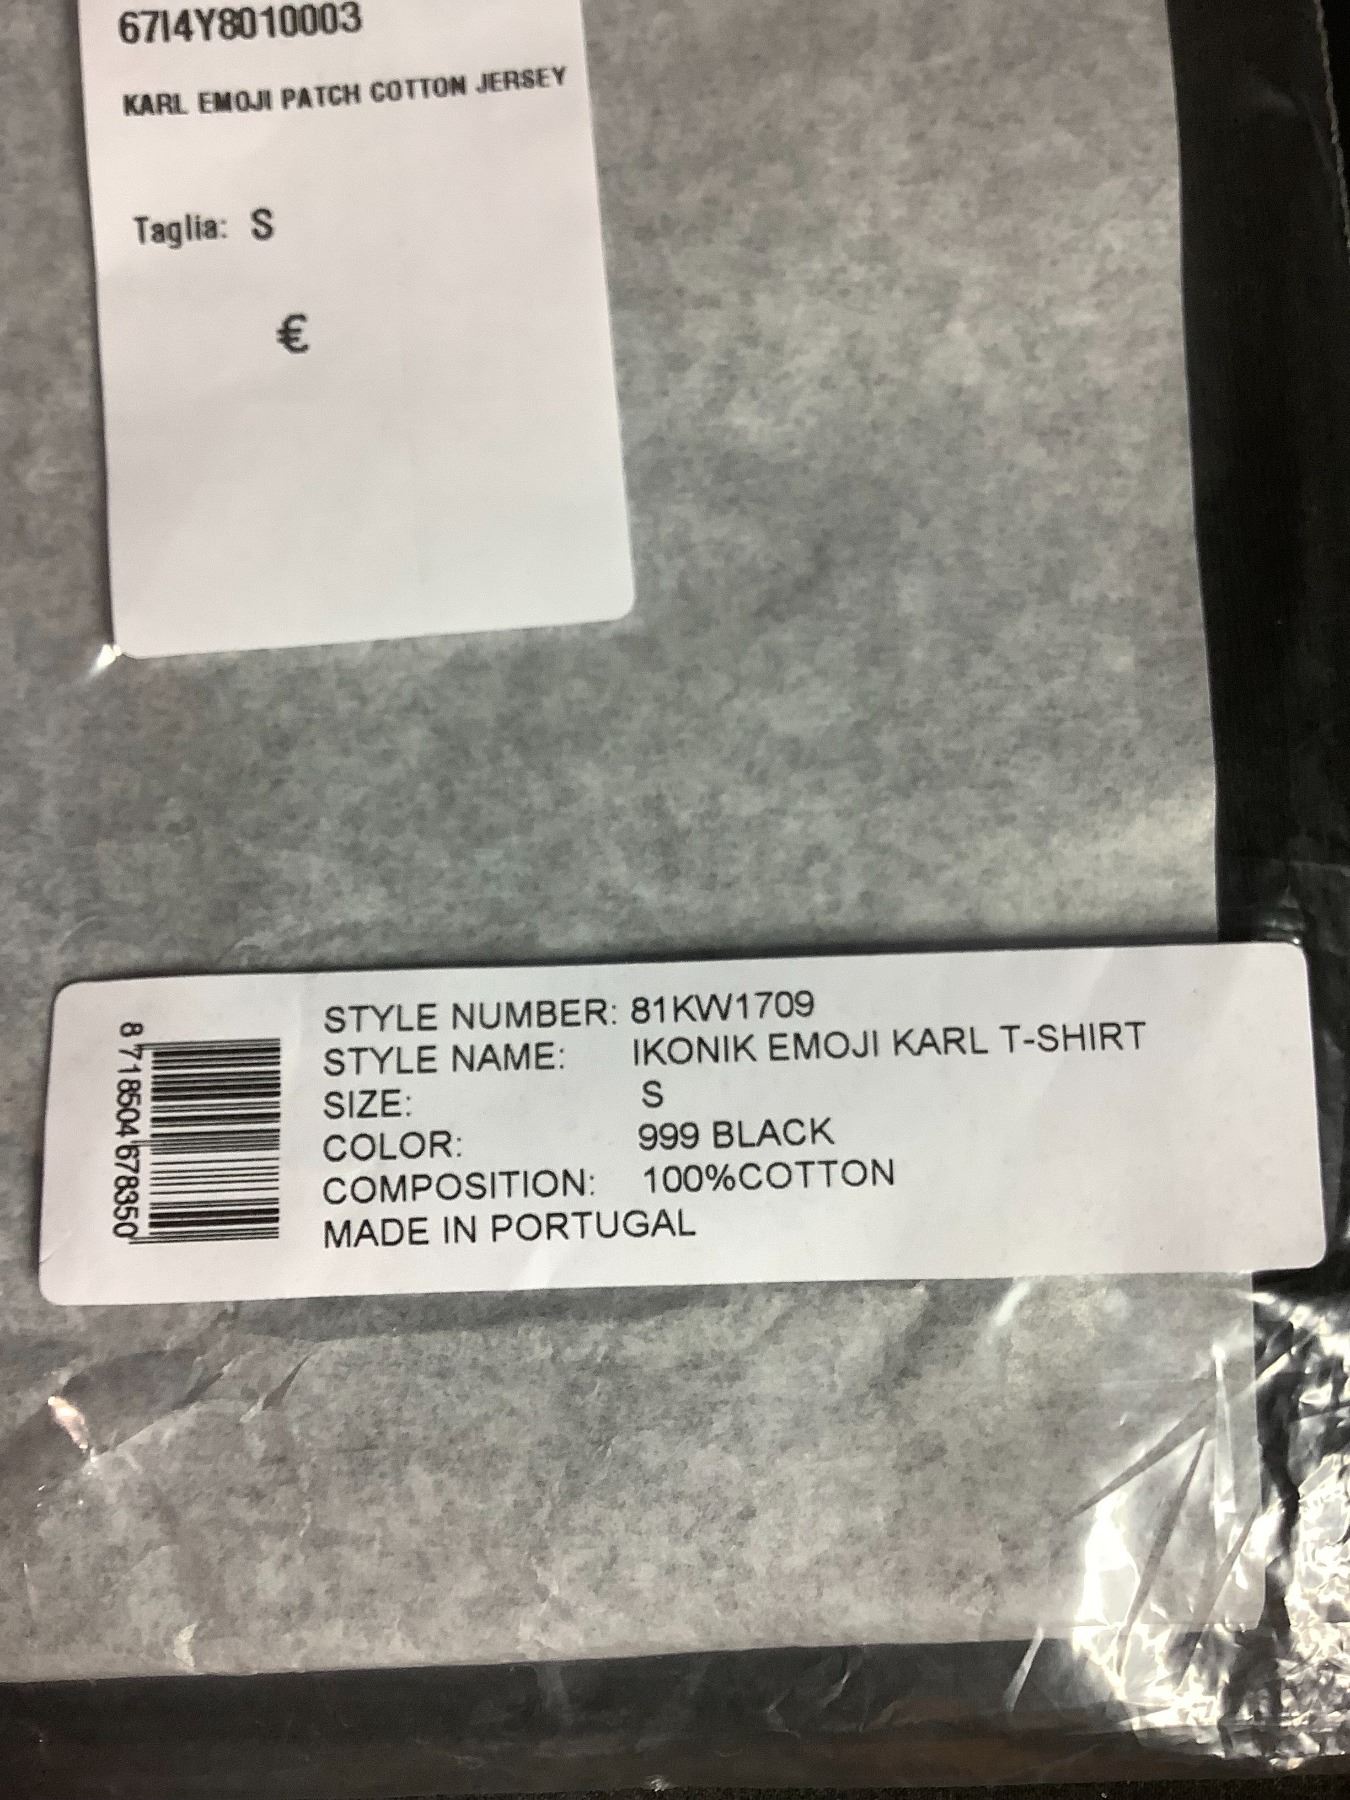 67I4Y8010003
KARL EMOJI PATCH COTTON JERSEY
Taglia: S
€
8 718504 678350
STYLE NUMBER: 81KW1709
STYLE NAME: IKONIK EMOJI KARL T-SHIRT
SIZE: S
COLOR: 999 BLACK
COMPOSITION: 100%COTTON
MADE IN PORTUGAL